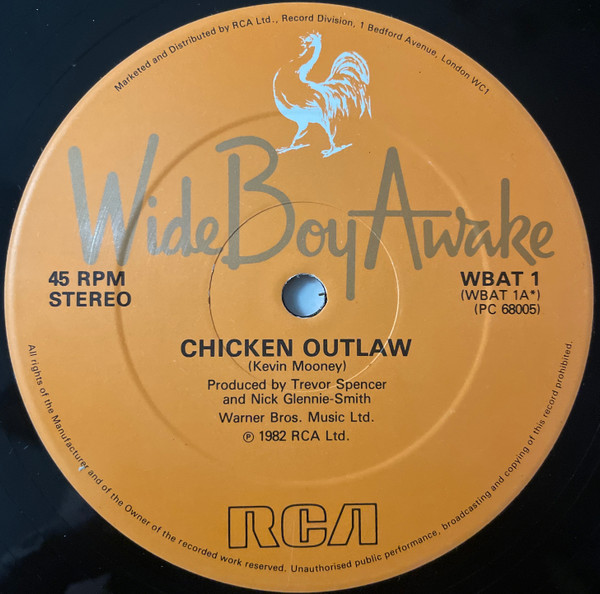 Marketed and Distributed by RCA Ltd., Record Division, 1 Bedford Avenue, London WC1
Wide Boy Awake
45 RPM
STEREO
WBAT 1
(WBAT 1A*)
(PC 68005)
CHICKEN OUTLAW
(Kevin Mooney)
Produced by Trevor Spencer
and Nick Glennie-Smith
Warner Bros. Music Ltd.
℗ 1982 RCA Ltd.
RCA
All rights of the Manufacturer and of the Owner of the recorded work reserved. Unauthorised public performance, broadcasting and copying of this record prohibited.